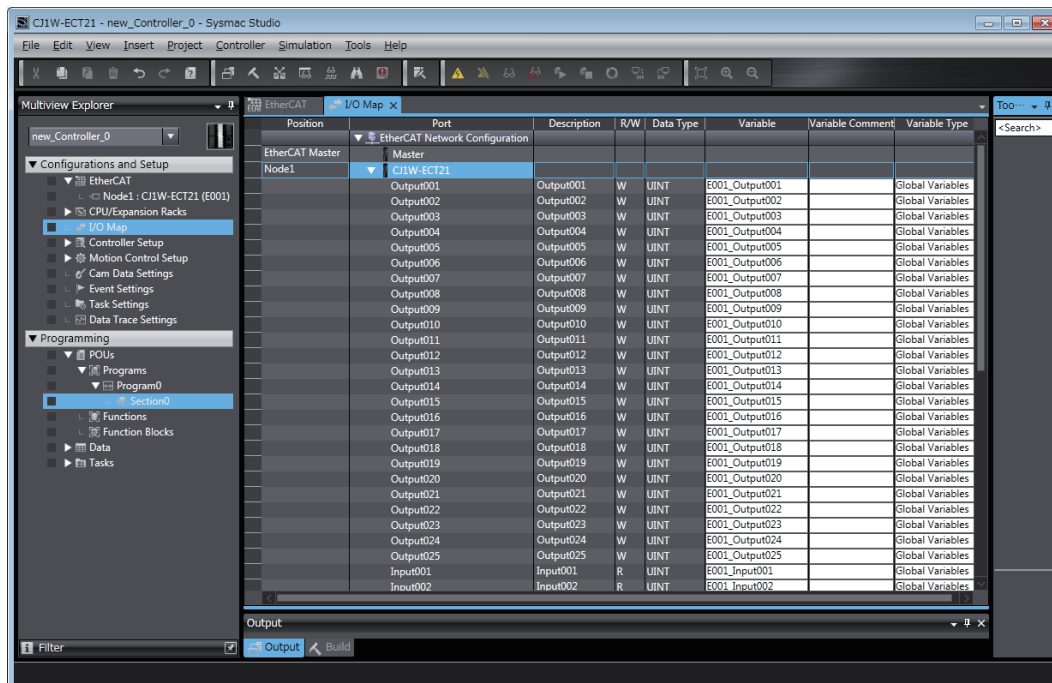 CJ1W-ECT21 - new_Controller_0 - Sysmac Studio
File Edit View Insert Project Controller Simulation Tools Help
Multiview Explorer
new_Controller_0
Configurations and Setup
EtherCAT
Node1 : CJ1W-ECT21 (E001)
CPU/Expansion Racks
I/O Map
Controller Setup
Motion Control Setup
Cam Data Settings
Event Settings
Task Settings
Data Trace Settings
Programming
POUs
Programs
Program0
Section0
Functions
Function Blocks
Data
Tasks
Filter
EtherCAT I/O Map
Position Port Description R/W Data Type Variable Variable Comment Variable Type
EtherCAT Network Configuration
EtherCAT Master Master
Node1 CJ1W-ECT21
Output001 Output001 W UINT E001_Output001 Global Variables
Output002 Output002 W UINT E001_Output002 Global Variables
Output003 Output003 W UINT E001_Output003 Global Variables
Output004 Output004 W UINT E001_Output004 Global Variables
Output005 Output005 W UINT E001_Output005 Global Variables
Output006 Output006 W UINT E001_Output006 Global Variables
Output007 Output007 W UINT E001_Output007 Global Variables
Output008 Output008 W UINT E001_Output008 Global Variables
Output009 Output009 W UINT E001_Output009 Global Variables
Output010 Output010 W UINT E001_Output010 Global Variables
Output011 Output011 W UINT E001_Output011 Global Variables
Output012 Output012 W UINT E001_Output012 Global Variables
Output013 Output013 W UINT E001_Output013 Global Variables
Output014 Output014 W UINT E001_Output014 Global Variables
Output015 Output015 W UINT E001_Output015 Global Variables
Output016 Output016 W UINT E001_Output016 Global Variables
Output017 Output017 W UINT E001_Output017 Global Variables
Output018 Output018 W UINT E001_Output018 Global Variables
Output019 Output019 W UINT E001_Output019 Global Variables
Output020 Output020 W UINT E001_Output020 Global Variables
Output021 Output021 W UINT E001_Output021 Global Variables
Output022 Output022 W UINT E001_Output022 Global Variables
Output023 Output023 W UINT E001_Output023 Global Variables
Output024 Output024 W UINT E001_Output024 Global Variables
Output025 Output025 W UINT E001_Output025 Global Variables
Input001 Input001 R UINT E001_Input001 Global Variables
Input002 Input002 R UINT E001_Input002 Global Variables
Output
Output Build
Too...
<Search>